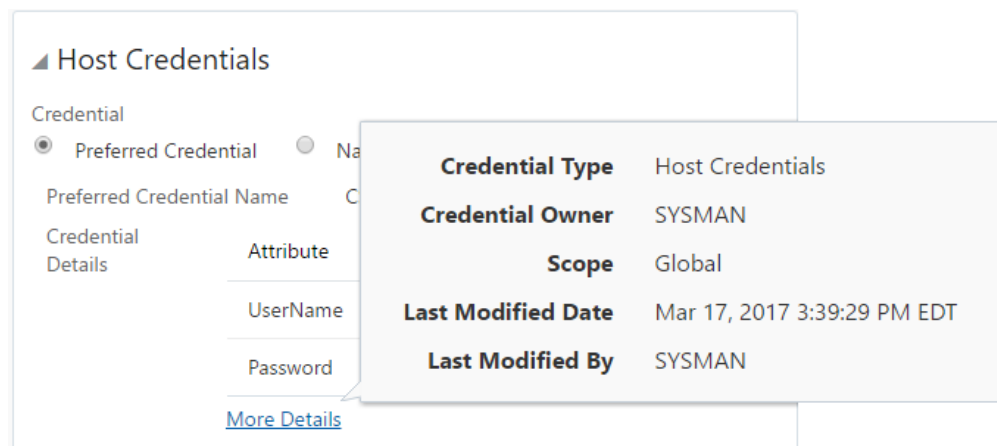 Host Credentials
Credential
Preferred Credential
Preferred Credential Name
Credential
Details
Attribute
UserName
Password
More Details
Credential Type Host Credentials
Credential Owner SYSMAN
Scope Global
Last Modified Date Mar 17, 2017 3:39:29 PM EDT
Last Modified By SYSMAN